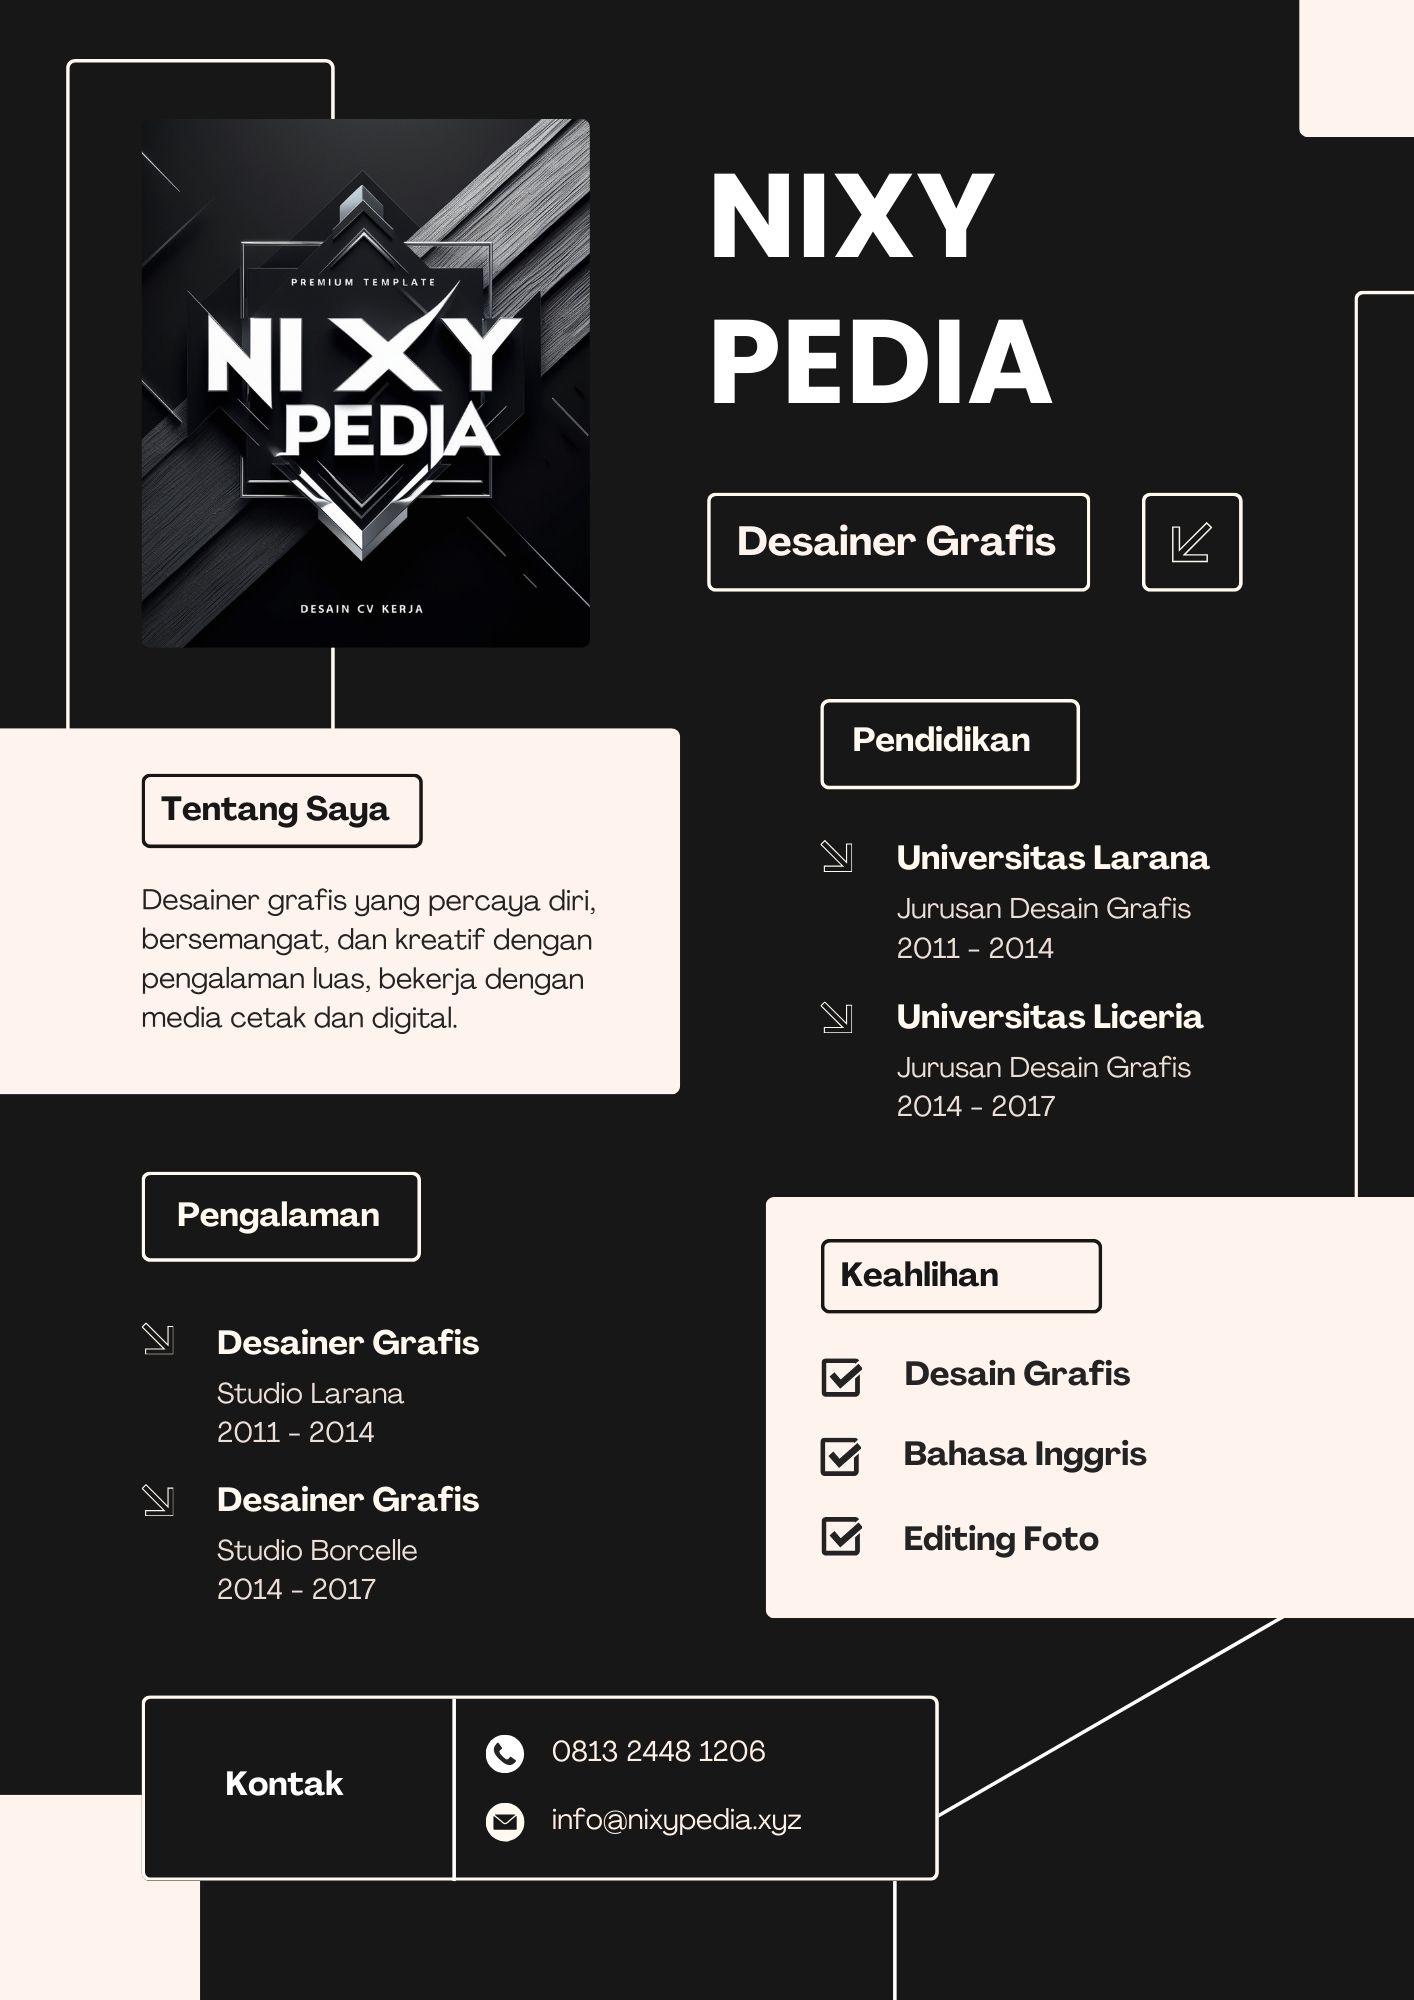 PREMIUM TEMPLATE
NIXY
PEDIA
DESAIN CV KERJA
NIXY
PEDIA
Desainer Grafis
Tentang Saya
Desainer grafis yang percaya diri,
bersemangat, dan kreatif dengan
pengalaman luas, bekerja dengan
media cetak dan digital.
Pendidikan
Universitas Larana
Jurusan Desain Grafis
2011 - 2014
Universitas Liceria
Jurusan Desain Grafis
2014 - 2017
Pengalaman
Desainer Grafis
Studio Larana
2011 - 2014
Desainer Grafis
Studio Borcelle
2014 - 2017
Keahlihan
Desain Grafis
Bahasa Inggris
Editing Foto
Kontak
0813 2448 1206
info@nixypedia.xyz